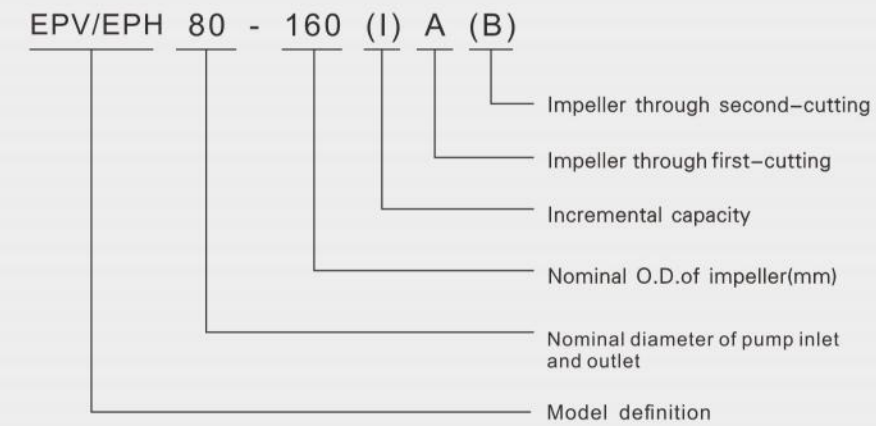 EPV/EPH 80 - 160 (I) A (B)
Impeller through second-cutting
Impeller through first-cutting
Incremental capacity
Nominal O.D.of impeller(mm)
Nominal diameter of pump inlet
and outlet
Model definition